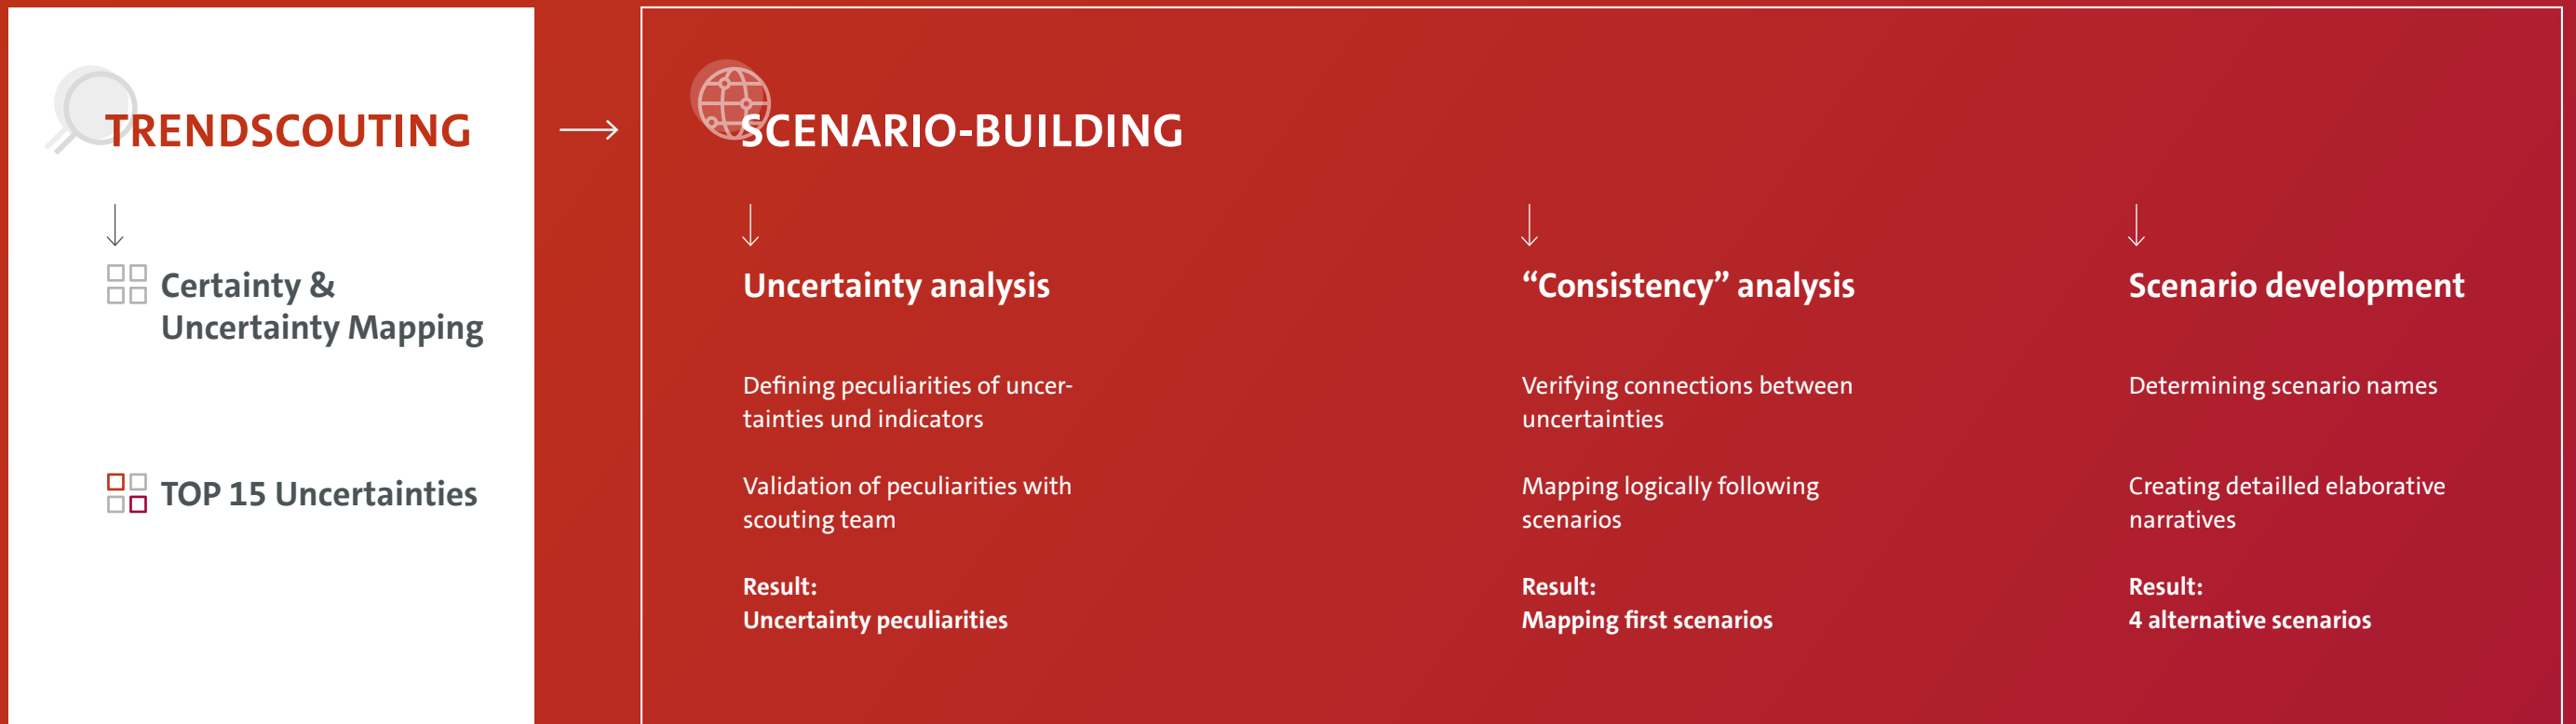 TRENDSCOUTING
Certainty &
Uncertainty Mapping
TOP 15 Uncertainties
SCENARIO-BUILDING
Uncertainty analysis
Defining peculiarities of uncer-
tainties und indicators
Validation of peculiarities with
scouting team
Result:
Uncertainty peculiarities
“Consistency” analysis
Verifying connections between
uncertainties
Mapping logically following
scenarios
Result:
Mapping first scenarios
Scenario development
Determining scenario names
Creating detailled elaborative
narratives
Result:
4 alternative scenarios